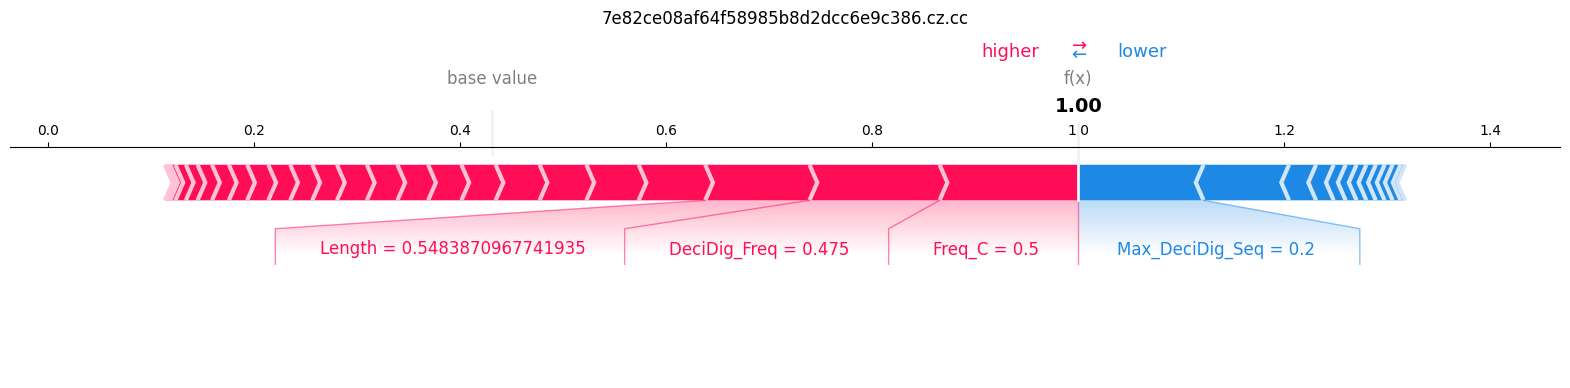 7e82ce08af64f58985b8d2dcc6e9c386.cz.cc
higher ⇄ lower
base value f(x)
1.00
0.0 0.2 0.4 0.6 0.8 1.0 1.2 1.4
Length = 0.5483870967741935 DeciDig_Freq = 0.475 Freq_C = 0.5 Max_DeciDig_Seq = 0.2